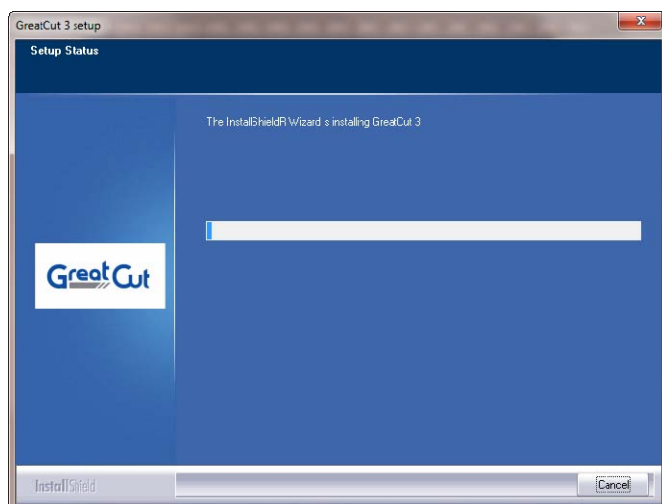 GreatCut 3 setup
Setup Status
The InstallShieldR Wizard s installing GreatCut 3
GreatCut
InstallShield
Cancel